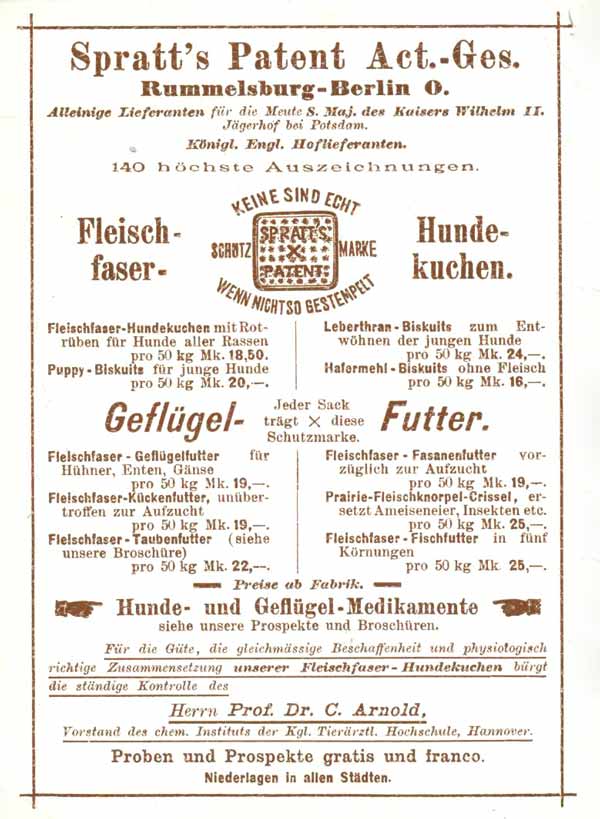 Spratt's Patent Act.-Ges.
Rummelsburg-Berlin O.
Alleinige Lieferanten für die Meute S. Maj. des Kaisers Wilhelm II.
Jägerhof bei Potsdam.
Königl. Engl. Hoflieferanten.
140 höchste Auszeichnungen.
Fleisch-
faser-
KEINE SIND ECHT
SCHUTZ MARKE
SPRATT'S
X
PATENT
WENN NICHT SO GESTEMPELT
Hunde-
kuchen.
Fleischfaser-Hundekuchen mit Rot-
rüben für Hunde aller Rassen
pro 50 kg Mk. 18,50.
Puppy-Biskuits für junge Hunde
pro 50 kg Mk. 20,—.
Leberthran-Biskuits zum Ent-
wöhnen der jungen Hunde
pro 50 kg Mk. 24,—.
Hafermehl-Biskuits ohne Fleisch
pro 50 kg Mk. 16,—.
Geflügel-
Jeder Sack
trägt X diese
Schutzmarke.
Futter.
Fleischfaser-Geflügelfutter für
Hühner, Enten, Gänse
pro 50 kg Mk. 19,—.
Fleischfaser-Kückenfutter, unüber-
troffen zur Aufzucht
pro 50 kg Mk. 19,—.
Fleischfaser-Taubenfutter (siehe
unsere Broschüre)
pro 50 kg Mk. 22,—.
Fleischfaser-Fasanenfutter vor-
züglich zur Aufzucht
pro 50 kg Mk. 19,—.
Prairie-Fleischknorpel-Crissel, er-
setzt Ameiseneier, Insekten etc.
pro 50 kg Mk. 25,—.
Fleischfaser-Fischfutter in fünf
Körnungen
pro 50 kg Mk. 25,—.
Preise ab Fabrik.
Hunde- und Geflügel-Medikamente
siehe unsere Prospekte und Broschüren.
Für die Güte, die gleichmässige Beschaffenheit und physiologisch
richtige Zusammensetzung unserer Fleischfaser-Hundekuchen bürgt
die ständige Kontrolle des
Herrn Prof. Dr. C. Arnold,
Vorstand des chem. Instituts der Kgl. Tierärztl. Hochschule, Hannover.
Proben und Prospekte gratis und franco.
Niederlagen in allen Städten.